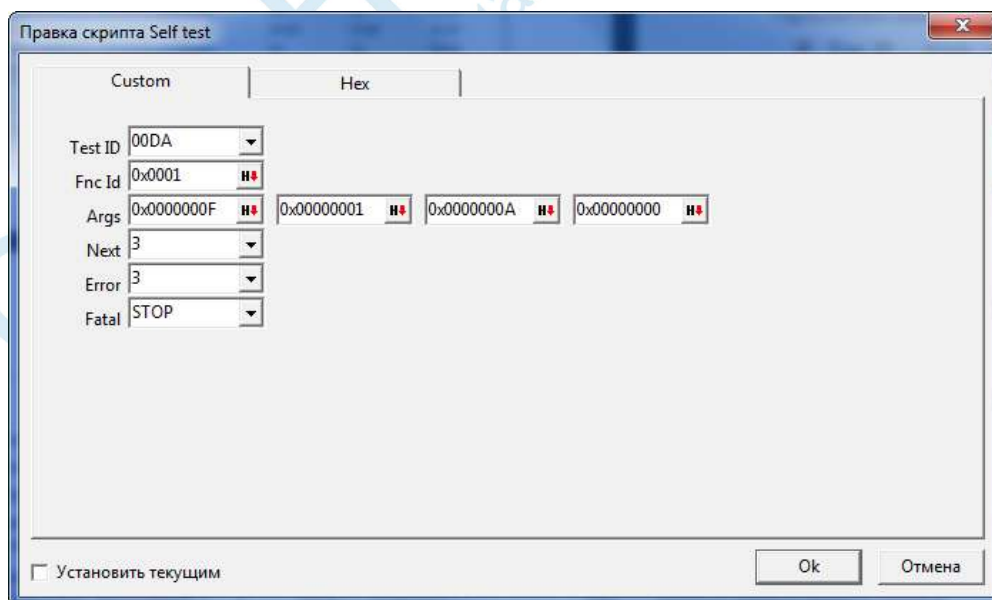 Правка скрипта Self test
Custom Hex
Test ID 00DA
Fnc Id 0x0001 H
Args 0x0000000F H 0x00000001 H 0x0000000A H 0x00000000 H
Next 3
Error 3
Fatal STOP
Установить текущим Ok Отмена